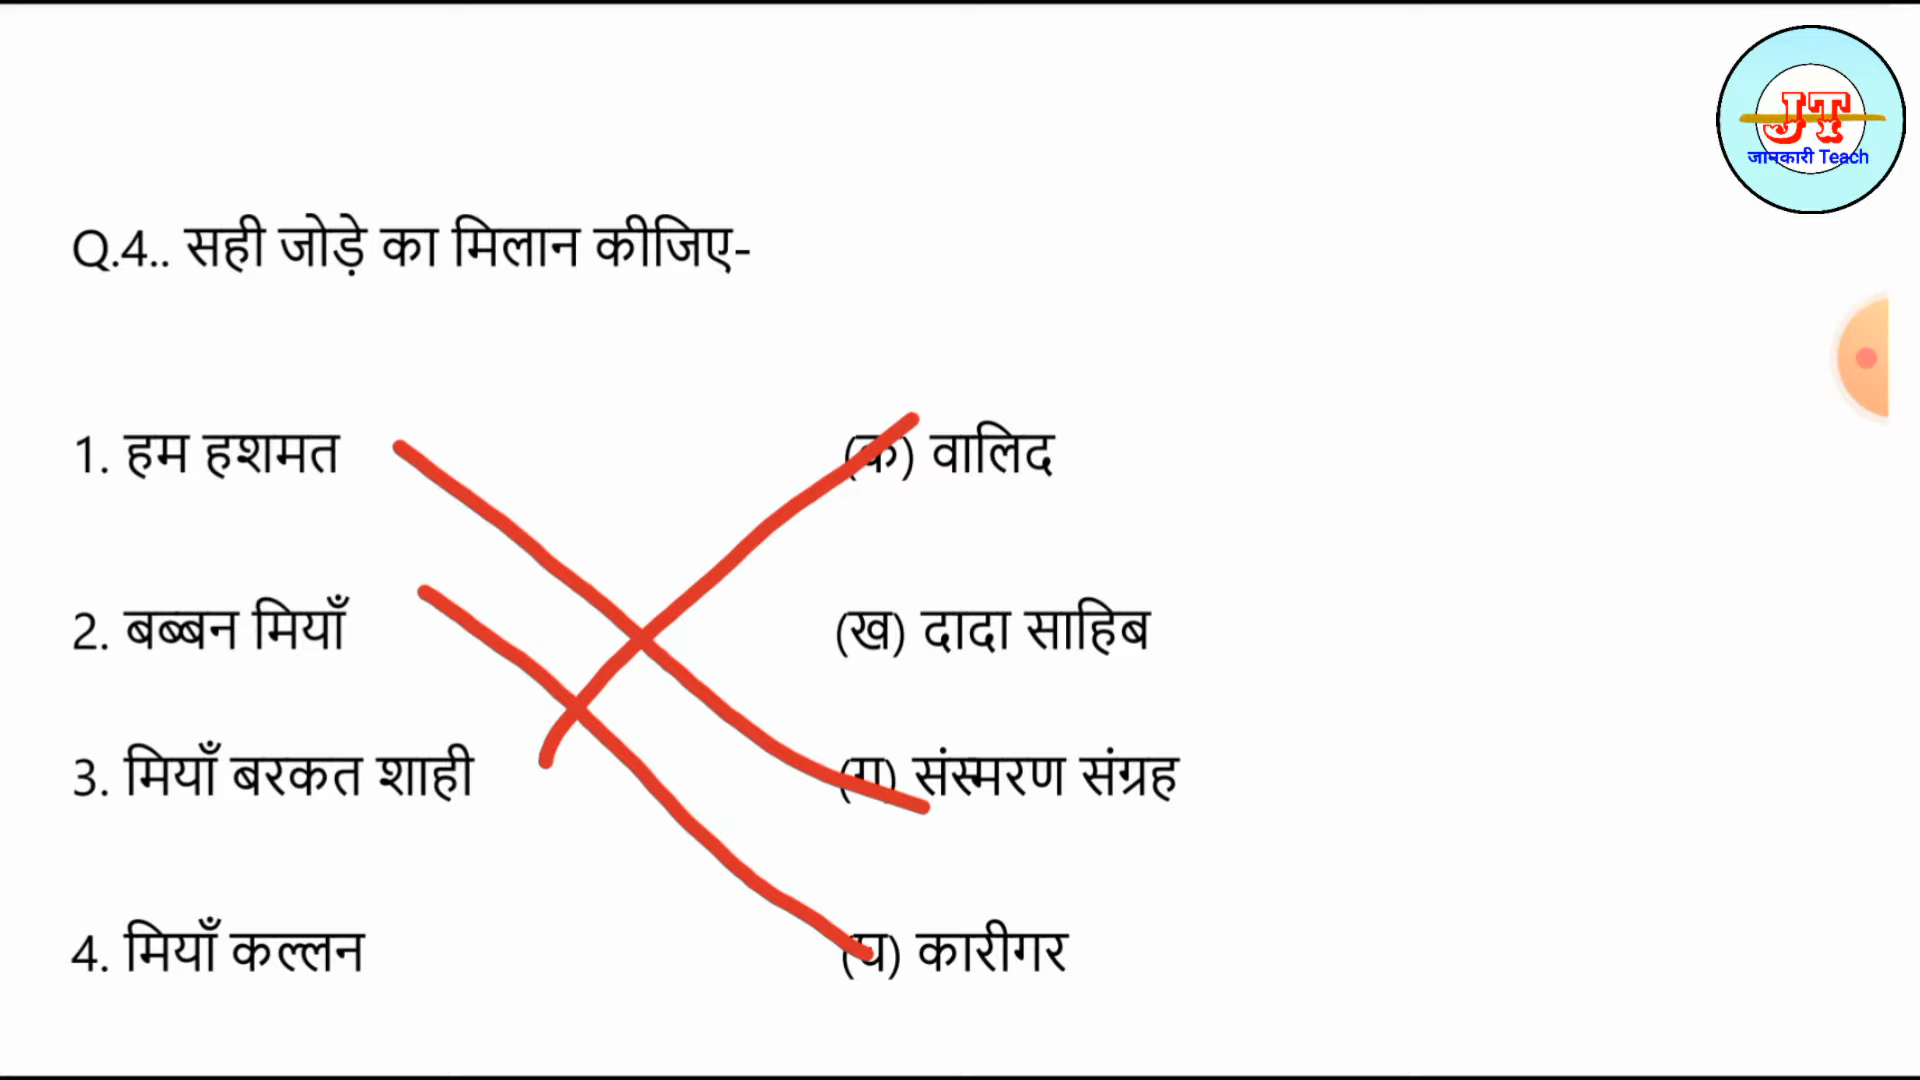 JT
जानकारी Teach
Q.4.. सही जोड़े का मिलान कीजिए-
1. हम हशमत (क) वालिद
2. बब्बन मियाँ (ख) दादा साहिब
3. मियाँ बरकत शाही (ग) संस्मरण संग्रह
4. मियाँ कल्लन (घ) कारीगर